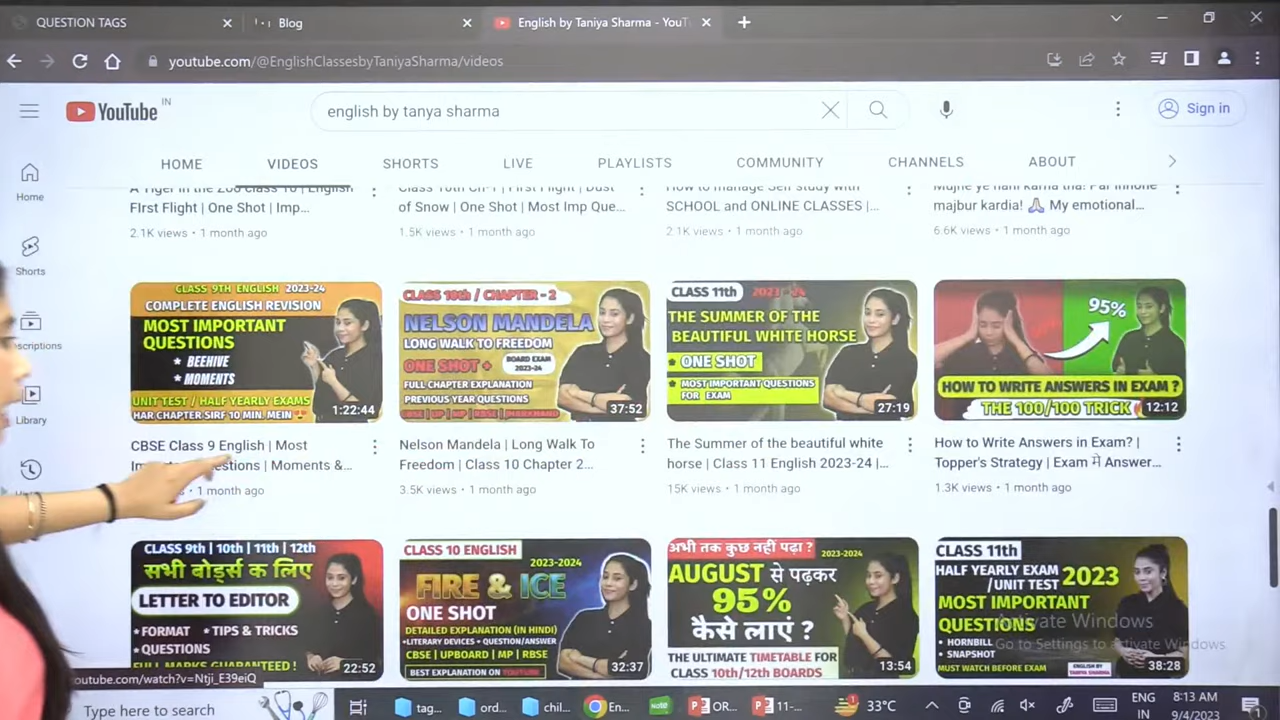 QUESTION TAGS
Blog
English by Taniya Sharma - YouT
youtube.com/@EnglishClassesbyTaniyaSharma/videos
YouTube IN
english by tanya sharma
Sign in
HOME VIDEOS SHORTS LIVE PLAYLISTS COMMUNITY CHANNELS ABOUT
Home
Shorts
scriptions
Library
A Tiger in the Zoo class 10 | English
First Flight | One Shot | Imp...
2.1K views • 1 month ago
Class 10th CH-1 | First Flight | Dust
of Snow | One Shot | Most Imp Que...
1.5K views • 1 month ago
How to manage Self study with
SCHOOL and ONLINE CLASSES |...
2.1K views • 1 month ago
Mujhe ye nahi karna tha! Par inhone
majbur kardia! 🙏 My emotional...
6.6K views • 1 month ago
CLASS 9TH ENGLISH 2023-24
COMPLETE ENGLISH REVISION
MOST IMPORTANT
QUESTIONS
* BEEHIVE
* MOMENTS
UNIT TEST / HALF YEARLY EXAMS
HAR CHAPTER SIRF 10 MIN. MEIN😍
1:22:44
CBSE Class 9 English | Most
estions | Moments &...
1 month ago
CLASS 10th / CHAPTER - 2
NELSON MANDELA
LONG WALK TO FREEDOM
ONE SHOT +
BOARD EXAM
2023-24
FULL CHAPTER EXPLANATION
PREVIOUS YEAR QUESTIONS
CBSE | UP | MP | RBSE | JHARKHAND
37:52
Nelson Mandela | Long Walk To
Freedom | Class 10 Chapter 2...
3.5K views • 1 month ago
CLASS 11th 2023-24
THE SUMMER OF THE
BEAUTIFUL WHITE HORSE
* ONE SHOT
* MOST IMPORTANT QUESTIONS
FOR EXAM
27:19
The Summer of the beautiful white
horse | Class 11 English 2023-24 |...
15K views • 1 month ago
95%
HOW TO WRITE ANSWERS IN EXAM ?
THE 100/100 TRICK
12:12
How to Write Answers in Exam? |
Topper's Strategy | Exam में Answer...
1.3K views • 1 month ago
CLASS 9th | 10th | 11th | 12th
सभी बोर्ड्स क लिए
LETTER TO EDITOR
* FORMAT * TIPS & TRICKS
* QUESTIONS
FULL MARKS GUARANTEED !
22:52
CLASS 10 ENGLISH
2023-2024
FIRE & ICE
ONE SHOT
DETAILED EXPLANATION (IN HINDI)
• LITERARY DEVICES • QUESTION/ANSWER
CBSE | UPBOARD | MP | RBSE
BEST EXPLANATION ON YOUTUBE
32:37
अभी तक कुछ नहीं पढ़ा ? 2023-2024
AUGUST से पढ़कर
95%
कैसे लाएं ?
THE ULTIMATE TIMETABLE FOR
CLASS 10th/12th BOARDS
13:54
CLASS 11th
HALF YEARLY EXAM
/UNIT TEST 2023
MOST IMPORTANT
QUESTIONS
• HORNBILL
• SNAPSHOT
MUST WATCH BEFORE EXAM
ENGLISH BY
TANIYA SHARMA
38:28
Activate Windows
Go to Settings to activate Windows.
outube.com/watch?v=Ntji_E39eiQ
Type here to search
tag...
ord...
chil...
En...
note
OR...
11-...
33°C
ENG
IN
8:13 AM
9/4/2023